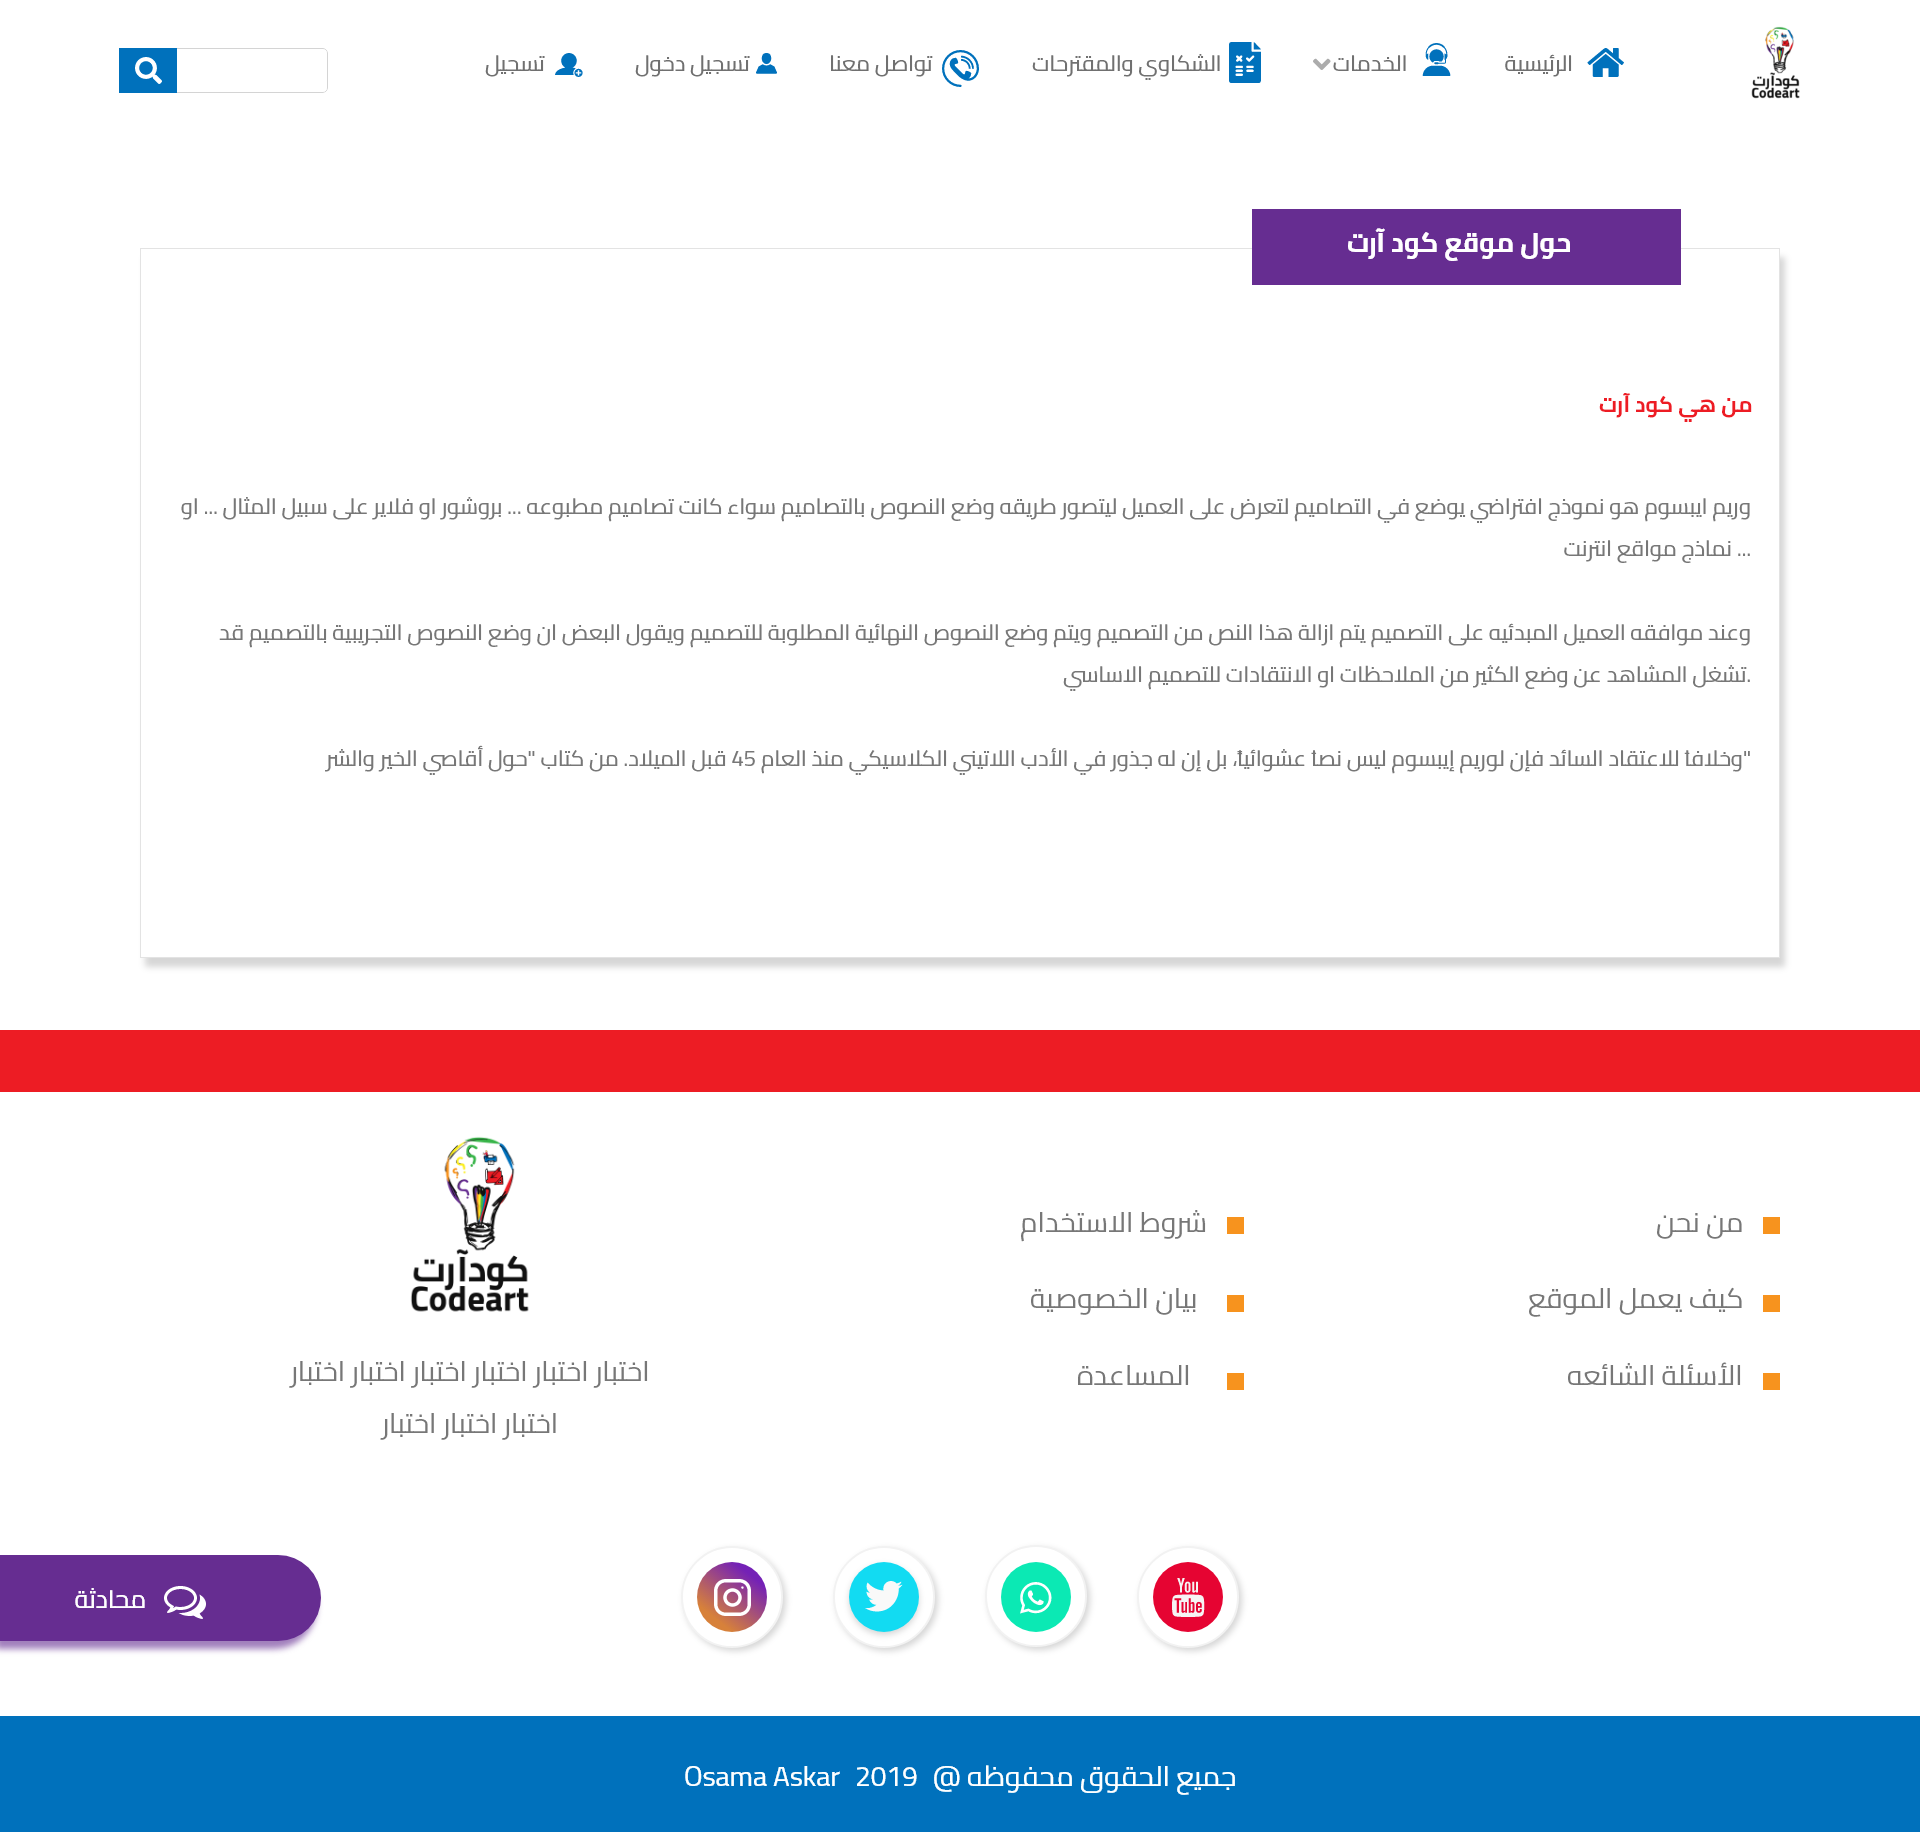 كودآرت
Codeart
الرئيسية
الخدمات
الشكاوي والمقترحات
تواصل معنا
تسجيل دخول
تسجيل
حول موقع كود آرت
من هي كود آرت
وريم ايبسوم هو نموذج افتراضي يوضع في التصاميم لتعرض على العميل ليتصور طريقه وضع النصوص بالتصاميم سواء كانت تصاميم مطبوعه ... بروشور او فلاير على سبيل المثال ... او
... نماذج مواقع انترنت
وعند موافقه العميل المبدئيه على التصميم يتم ازالة هذا النص من التصميم ويتم وضع النصوص النهائية المطلوبة للتصميم ويقول البعض ان وضع النصوص التجريبية بالتصميم قد
.تشغل المشاهد عن وضع الكثير من الملاحظات او الانتقادات للتصميم الاساسي
"وخلافاُ للاعتقاد السائد فإن لوريم إيبسوم ليس نصاُ عشوائياُ، بل إن له جذور في الأدب اللاتيني الكلاسيكي منذ العام 45 قبل الميلاد. من كتاب "حول أقاصي الخير والشر
من نحن
كيف يعمل الموقع
الأسئلة الشائعه
شروط الاستخدام
بيان الخصوصية
المساعدة
كودآرت
Codeart
اختبار اختبار اختبار اختبار اختبار اختبار
اختبار اختبار اختبار
You
Tube
محادثة
جميع الحقوق محفوظه @ 2019 Osama Askar